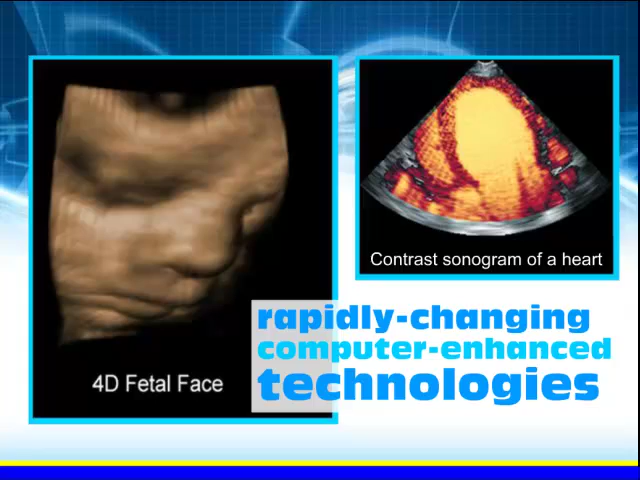 Contrast sonogram of a heart
rapidly-changing
computer-enhanced
technologies
4D Fetal Face